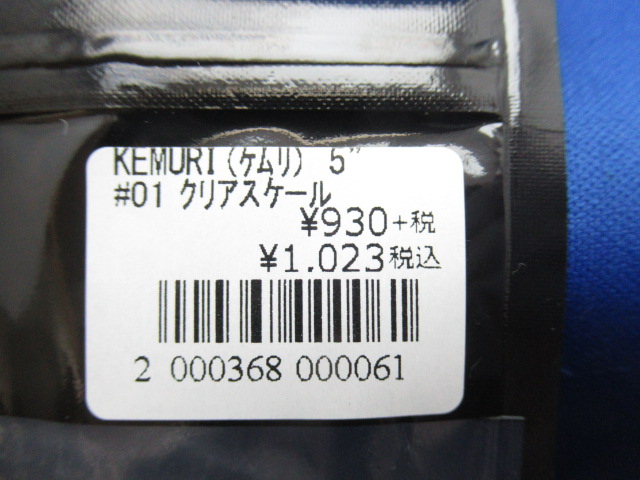 KEMURI(ケムリ) 5"
#01 クリアスケール
¥930+税
¥1,023税込
2 000368 000061